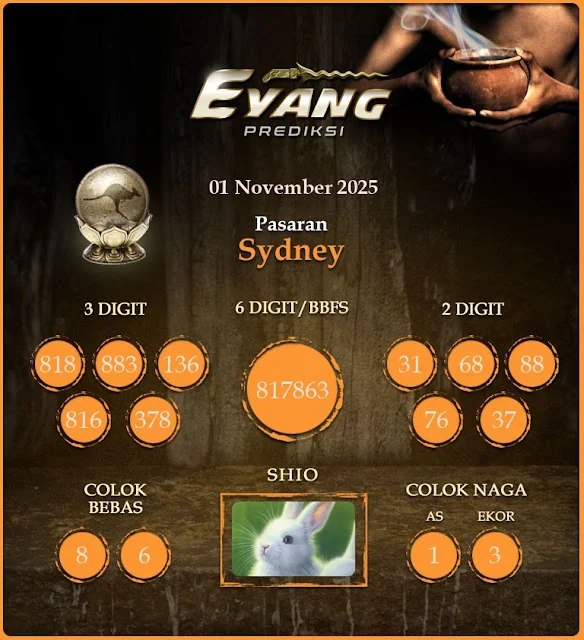 EYANG
PREDIKSI
01 November 2025
Pasaran
Sydney
3 DIGIT
818 883 136
816 378
6 DIGIT/BBFS
817863
2 DIGIT
31 68 88
76 37
COLOK
BEBAS
8 6
SHIO
COLOK NAGA
AS EKOR
1 3